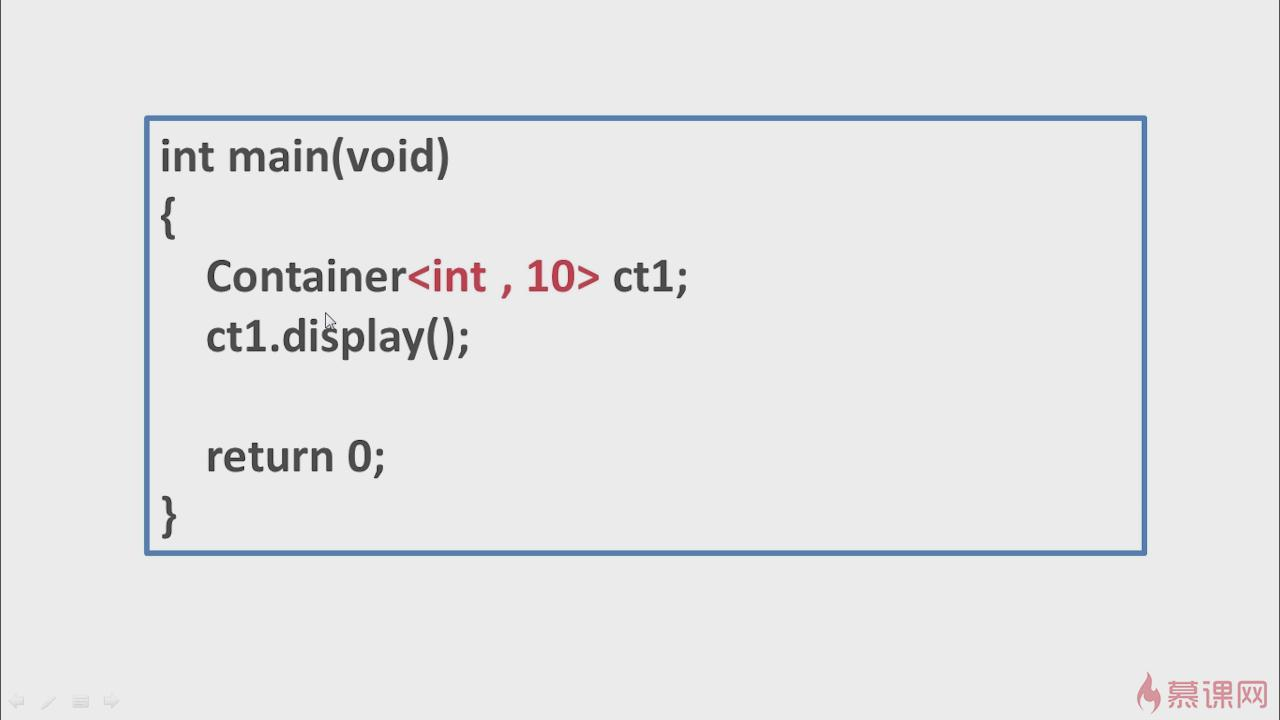 int main(void)
{
Container<int , 10> ct1;
ct1.display();
return 0;
}
慕课网